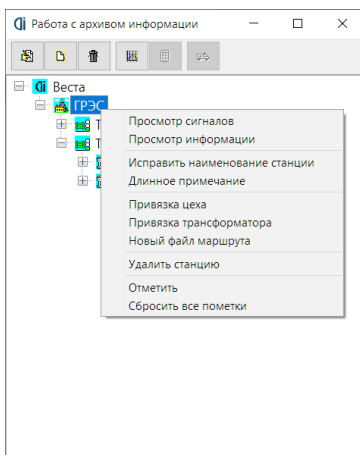 Работа с архивом информации
Веста
ГРЭС
Т
Т
Просмотр сигналов
Просмотр информации
Исправить наименование станции
Длинное примечание
Привязка цеха
Привязка трансформатора
Новый файл маршрута
Удалить станцию
Отметить
Сбросить все пометки